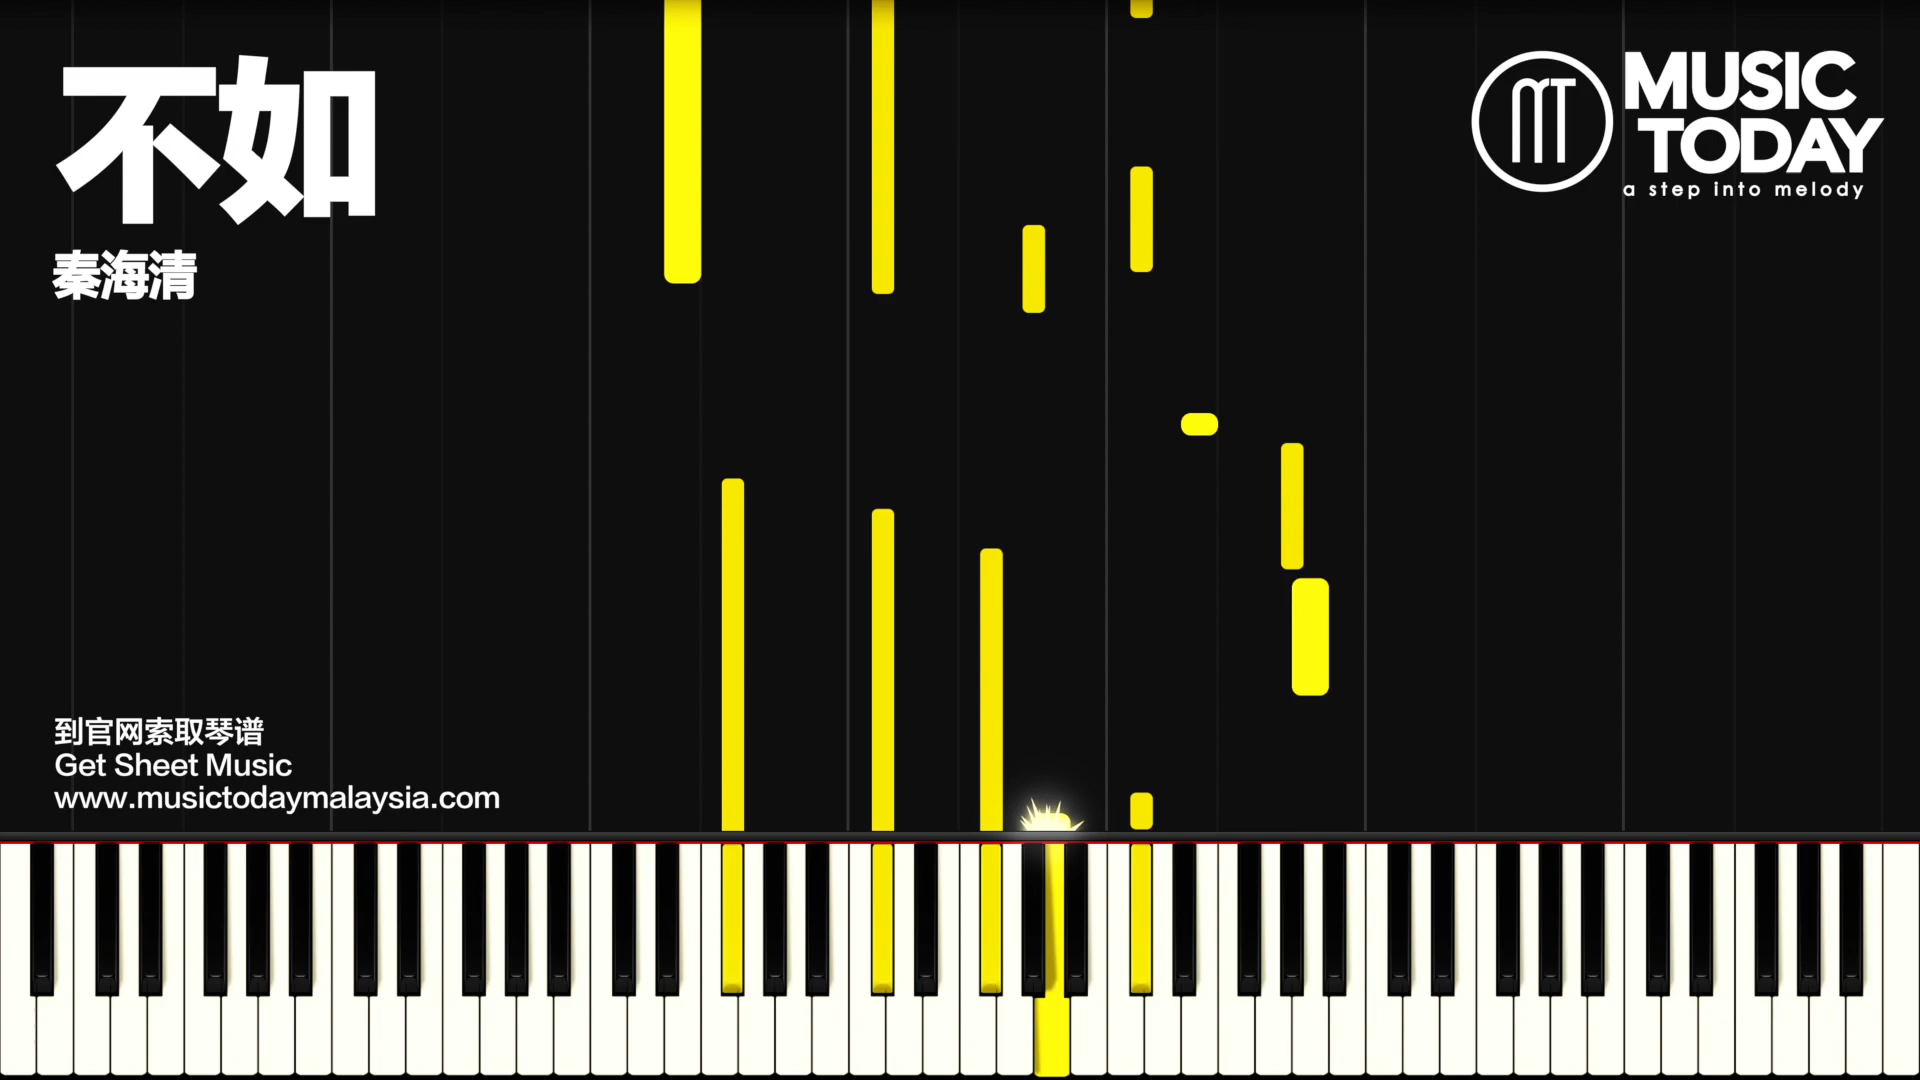 不如
秦海清
MT
MUSIC
TODAY
a step into melody
到官网索取琴谱
Get Sheet Music
www.musictodaymalaysia.com